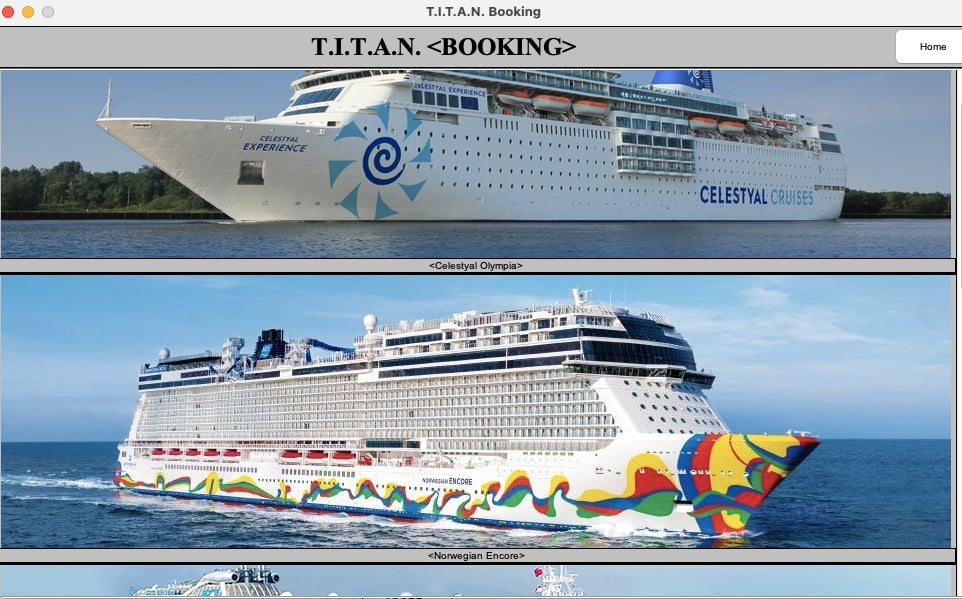 T.I.T.A.N. Booking
T.I.T.A.N. <BOOKING>
Home
CELESTYAL EXPERIENCE
CELESTYAL
EXPERIENCE
CELESTYAL CRUISES
<Celestyal Olympia>
NORWEGIAN ENCORE
<Norwegian Encore>